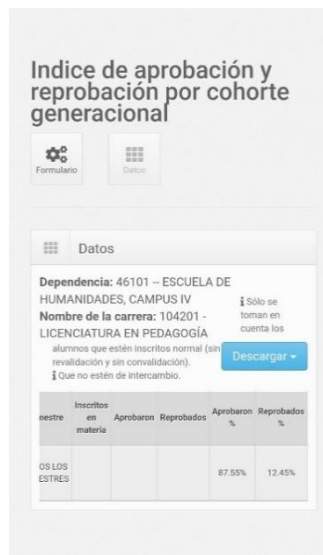 Indice de aprobación y
reprobación por cohorte
generacional
Formulario
Datos
Datos
Dependencia: 46101 -- ESCUELA DE
HUMANIDADES, CAMPUS IV
Nombre de la carrera: 104201 -
LICENCIATURA EN PEDAGOGÍA
Sólo se
toman en
cuenta los
alumnos que estén inscritos normal (sin
revalidación y sin convalidación).
Que no estén de intercambio.
Descargar
nestre
Inscritos
en
materia
Aprobaron
Reprobados
Aprobaron
%
Reprobados
%
OS LOS
ESTRES
87.55%
12.45%